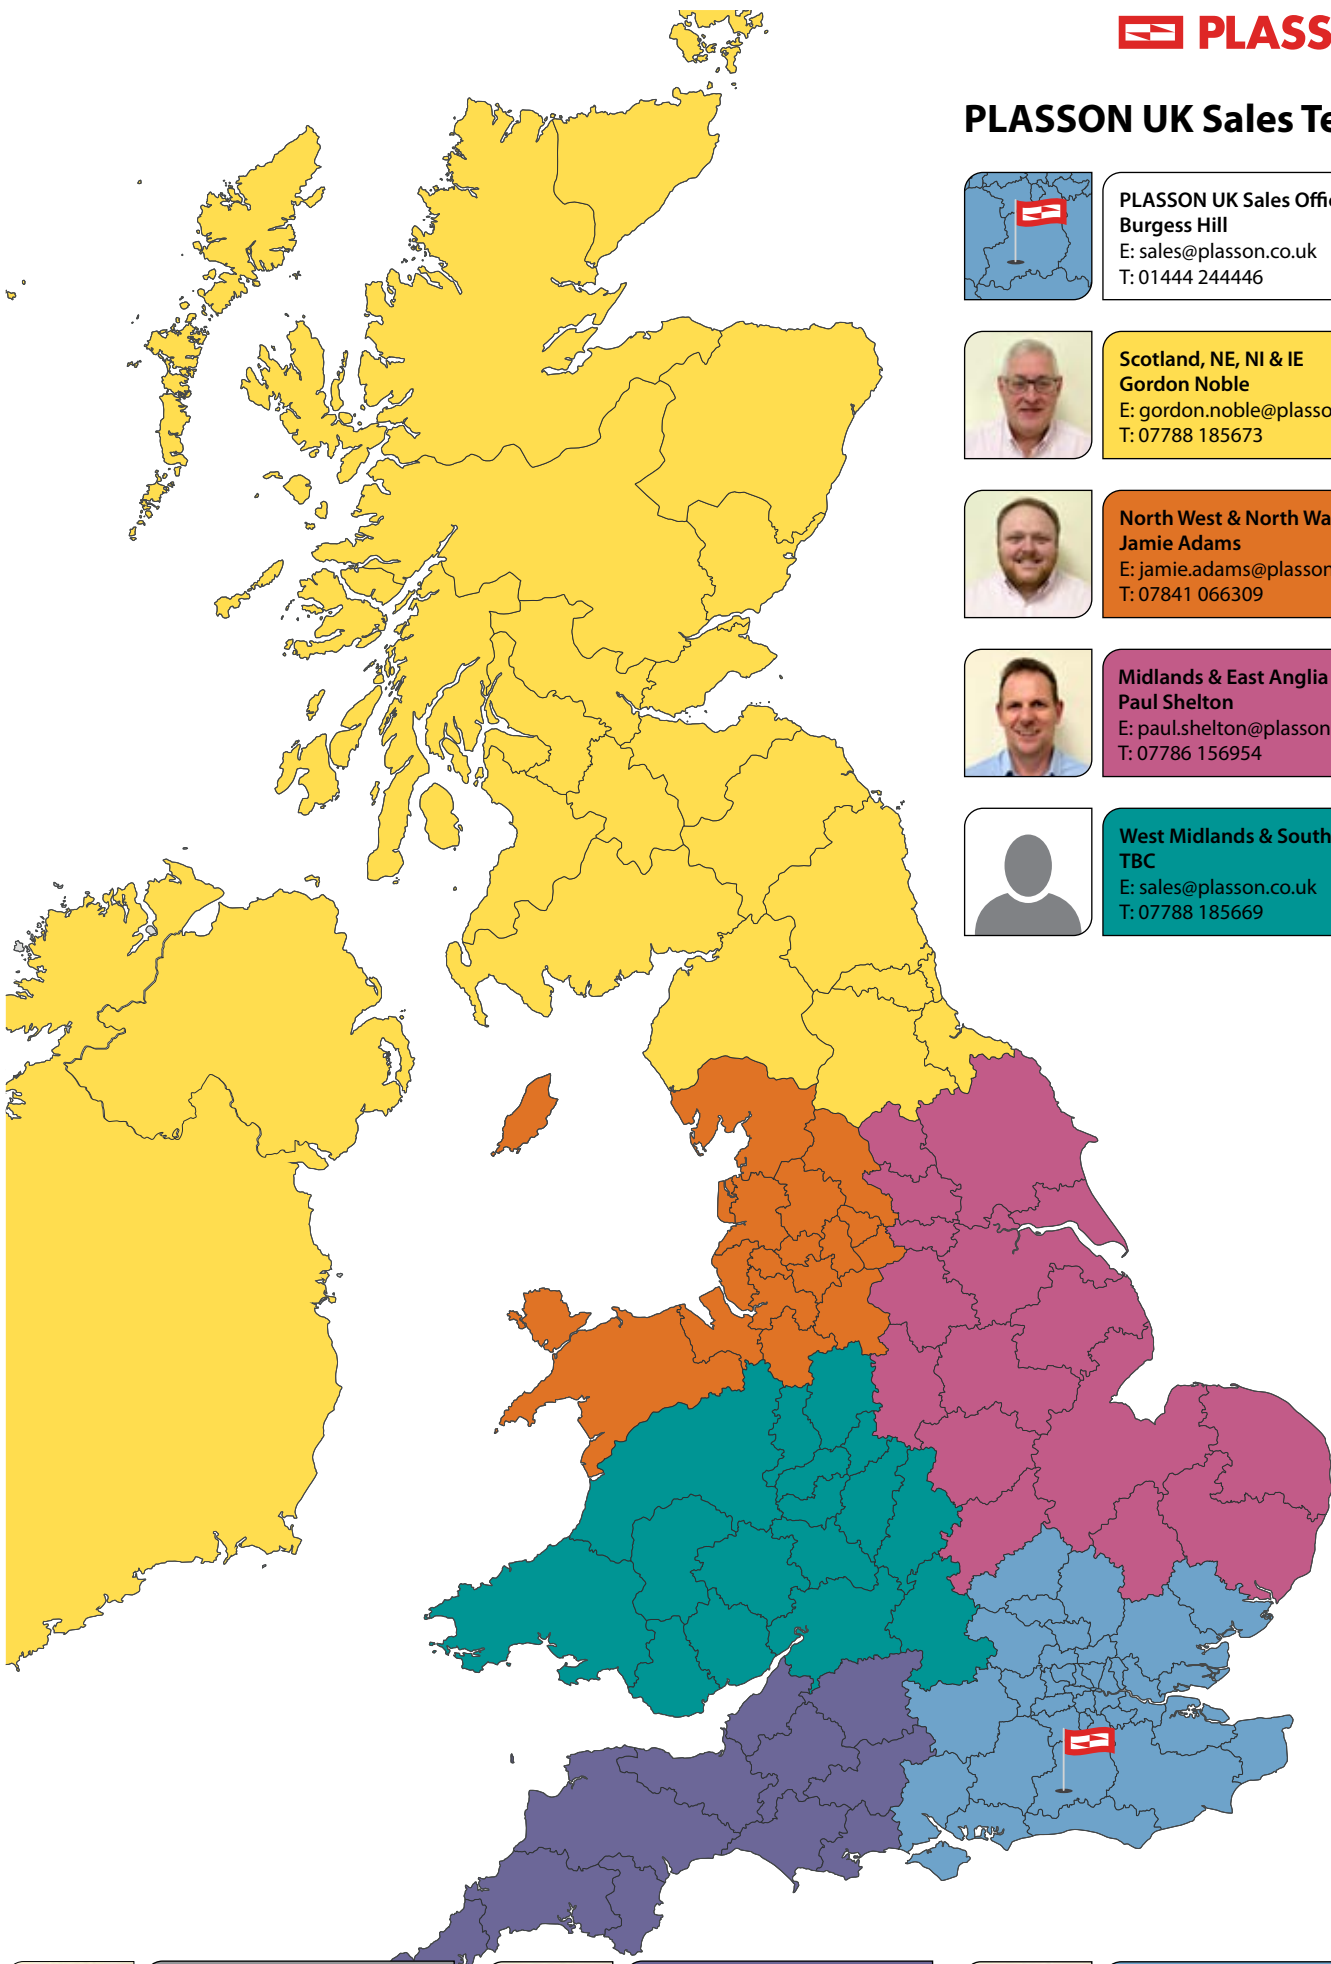 PLASS
PLASSON UK Sales Te
PLASSON UK Sales Offi
Burgess Hill
E: sales@plasson.co.uk
T: 01444 244446
Scotland, NE, NI & IE
Gordon Noble
E: gordon.noble@plasso
T: 07788 185673
North West & North Wa
Jamie Adams
E: jamie.adams@plasson
T: 07841 066309
Midlands & East Anglia
Paul Shelton
E: paul.shelton@plasson
T: 07786 156954
West Midlands & South
TBC
E: sales@plasson.co.uk
T: 07788 185669